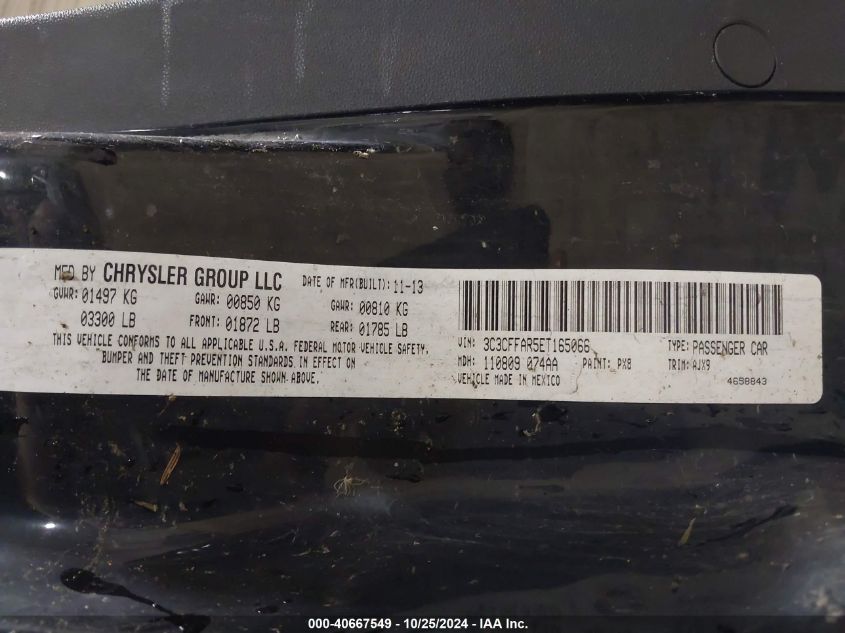 MFD BY CHRYSLER GROUP LLC DATE OF MFR(BUILT): 11-13
GVWR: 01497 KG GAWR: 00850 KG GAWR: 00810 KG
03300 LB FRONT: 01872 LB REAR: 01785 LB
THIS VEHICLE CONFORMS TO ALL APPLICABLE U.S.A. FEDERAL MOTOR VEHICLE SAFETY,
BUMPER AND THEFT PREVENTION STANDARDS IN EFFECT ON
THE DATE OF MANUFACTURE SHOWN ABOVE.
VIN: 3C3CFFAR5ET165066 TYPE: PASSENGER CAR
MDH: 110809 074AA PAINT: PX8 TRIM: AJX9
VEHICLE MADE IN MEXICO 4698843
000-40667549 - 10/25/2024 - IAA Inc.